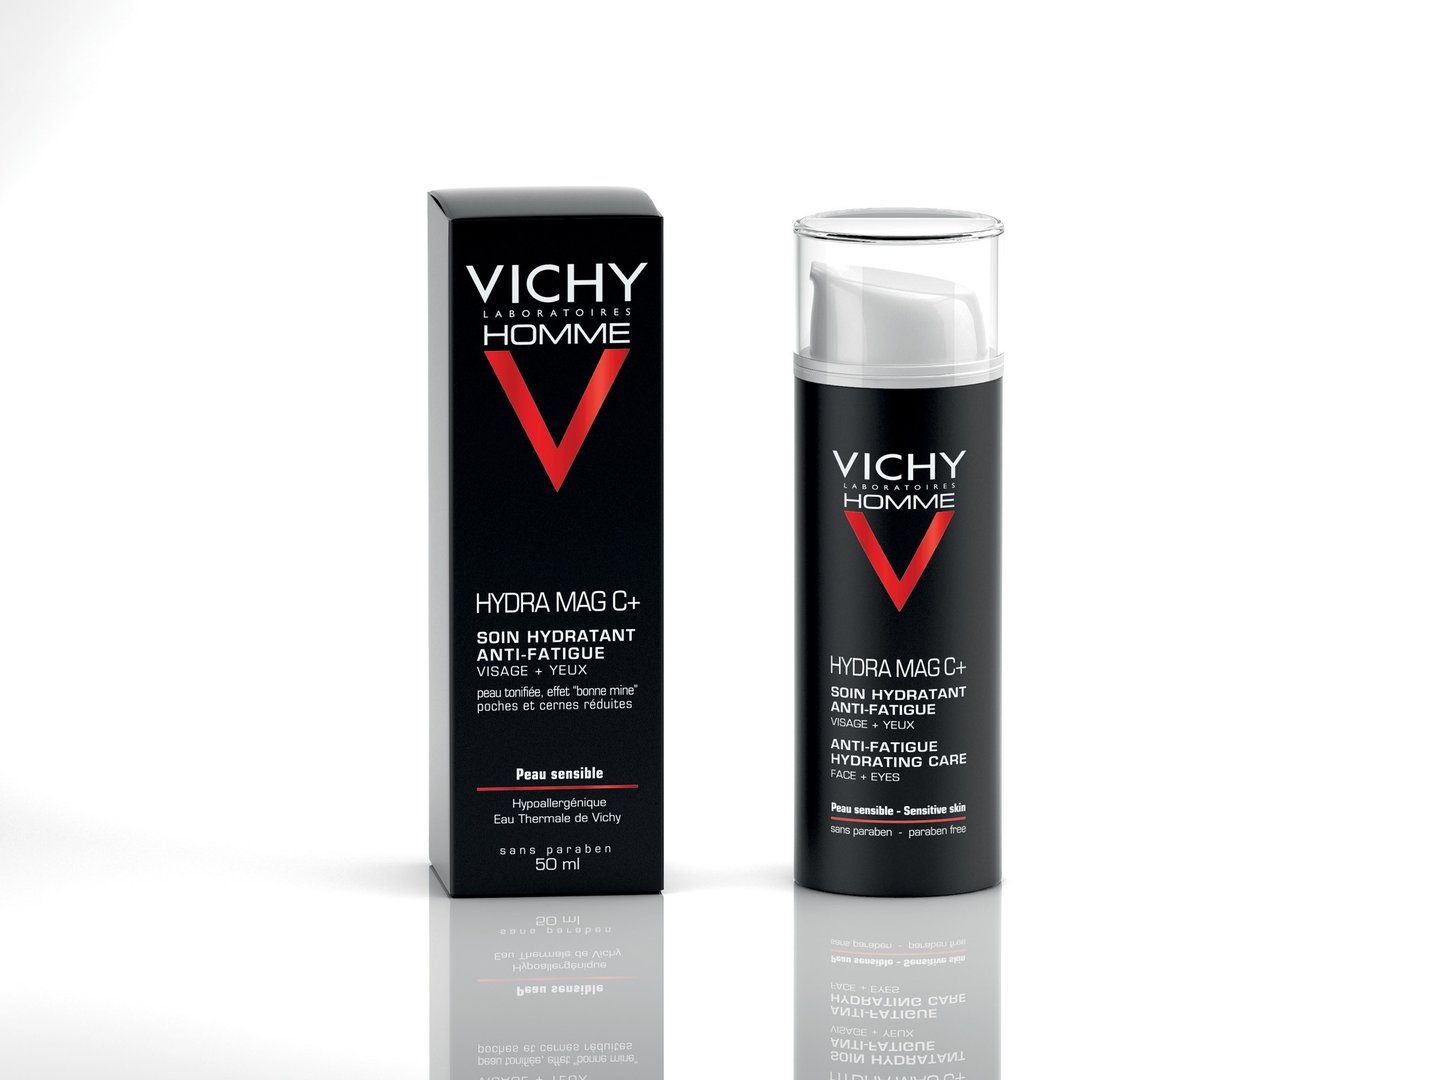 VICHY
LABORATOIRES
HOMME
HYDRA MAG C+
SOIN HYDRATANT
ANTI-FATIGUE
VISAGE + YEUX
peau tonifiée, effet "bonne mine"
poches et cernes réduites
Peau sensible
Hypoallergénique
Eau Thermale de Vichy
sans paraben
50 ml
VICHY
LABORATOIRES
HOMME
HYDRA MAG C+
SOIN HYDRATANT
ANTI-FATIGUE
VISAGE + YEUX
ANTI-FATIGUE
HYDRATING CARE
FACE + EYES
Peau sensible - Sensitive skin
sans paraben - paraben free